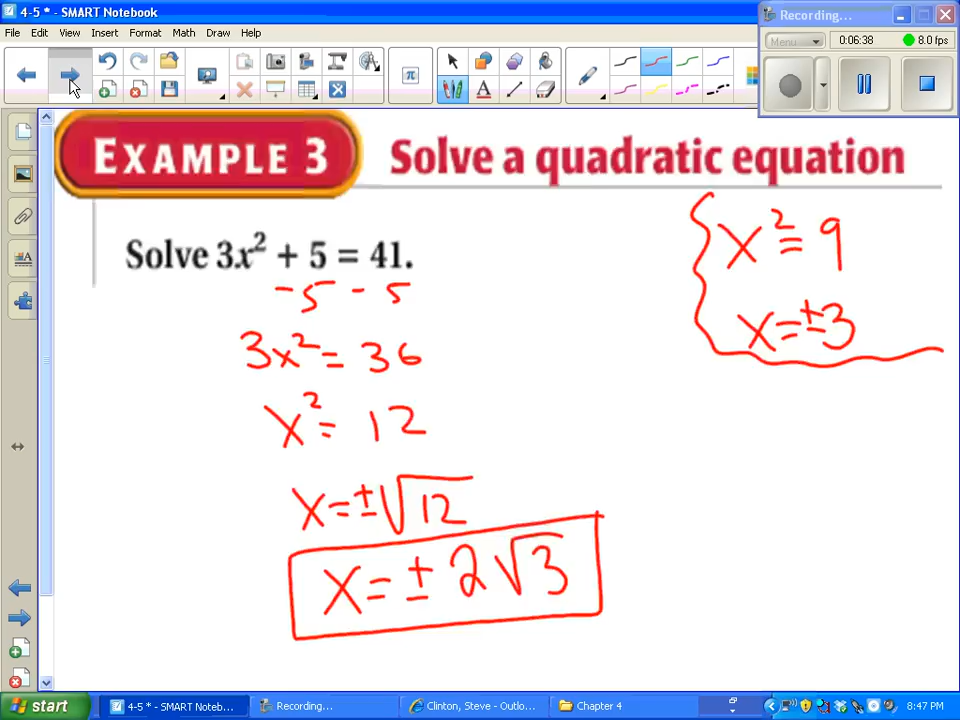 4-5 * - SMART Notebook
Recording...
File Edit View Insert Format Math Draw Help
Menu 0:06:38 8.0 fps
π
A
EXAMPLE 3 Solve a quadratic equation
Solve 3x² + 5 = 41.
-5 - 5
3x² = 36
x² = 12
x = ±√12
x = ± 2√3
x² = 9
x = ±3
start 4-5 * - SMART Noteb... Recording... Clinton, Steve - Outlo... Chapter 4 8:47 PM